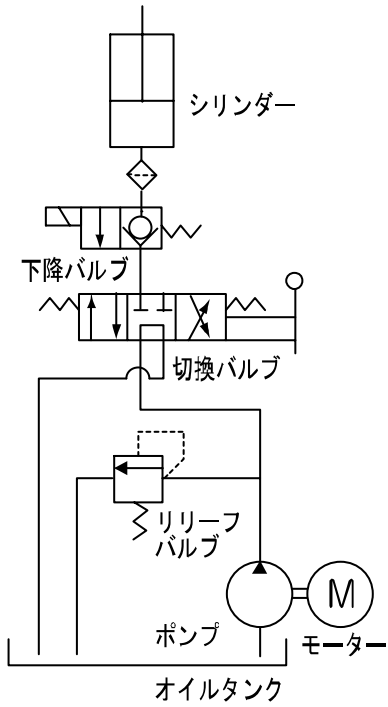 シリンダー
下降バルブ
切換バルブ
リリーフ
バルブ
M
ポンプ
モーター
オイルタンク